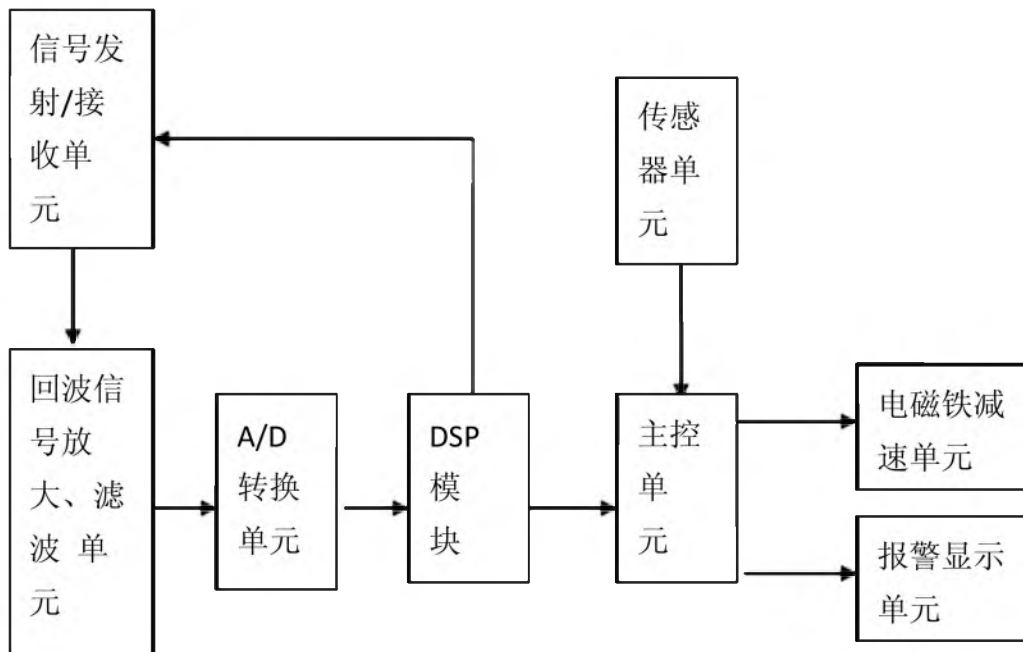 信号发
射/接
收单
元
传感
器单
元
回波信
号放
大、滤
波 单
元
A/D
转换
单元
DSP
模
块
主控
单
元
电磁铁减
速单元
报警显示
单元